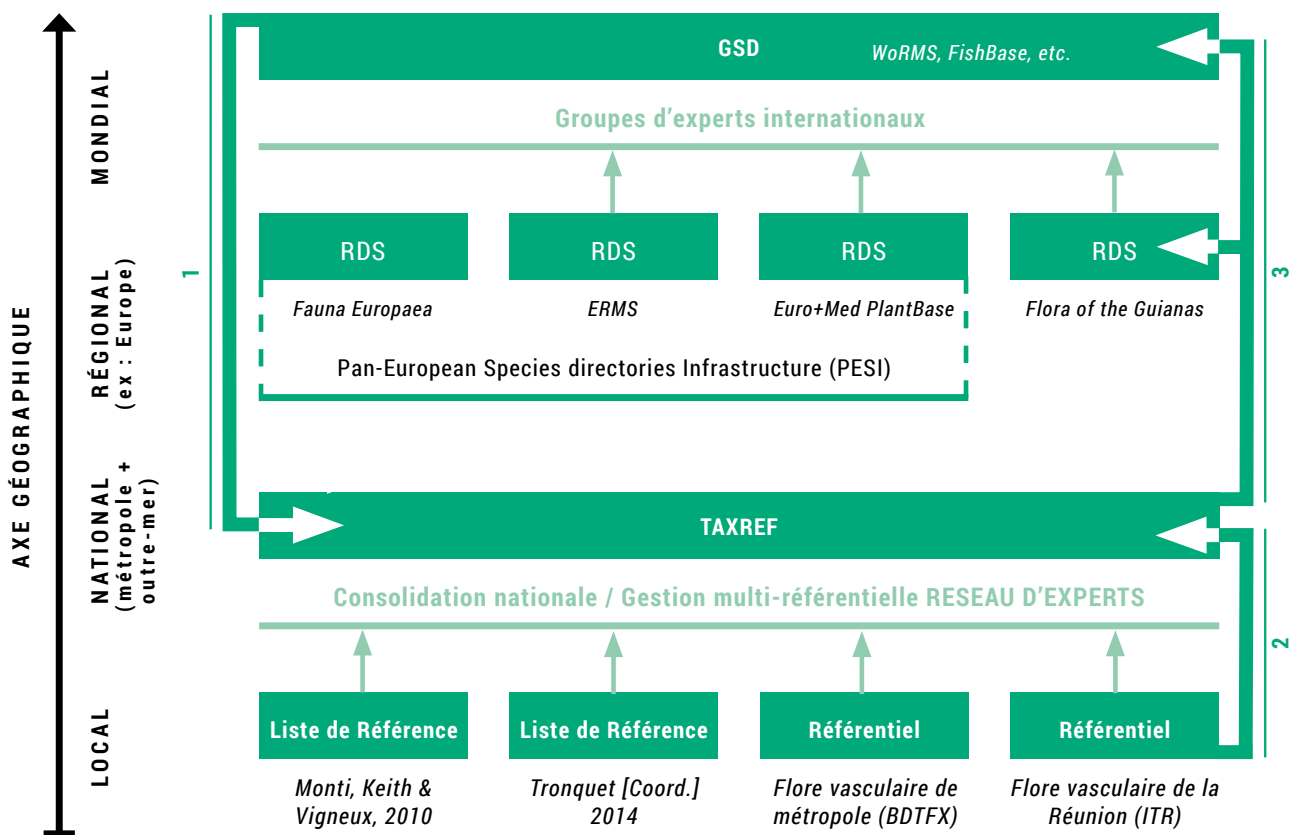 GSD
WoRMS, FishBase, etc.
Groupes d'experts internationaux
RDS
RDS
RDS
RDS
Fauna Europaea
ERMS
Euro+Med PlantBase
Flora of the Guianas
Pan-European Species directories Infrastructure (PESI)
TAXREF
Consolidation nationale / Gestion multi-référentielle RESEAU D'EXPERTS
Liste de Référence
Liste de Référence
Référentiel
Référentiel
Monti, Keith &
Vigneux, 2010
Tronquet [Coord.]
2014
Flore vasculaire de
métropole (BDTFX)
Flore vasculaire de la
Réunion (ITR)
AXE GÉOGRAPHIQUE
MONDIAL
RÉGIONAL
(ex : Europe)
NATIONAL
(métropole +
outre-mer)
LOCAL
1
3
2